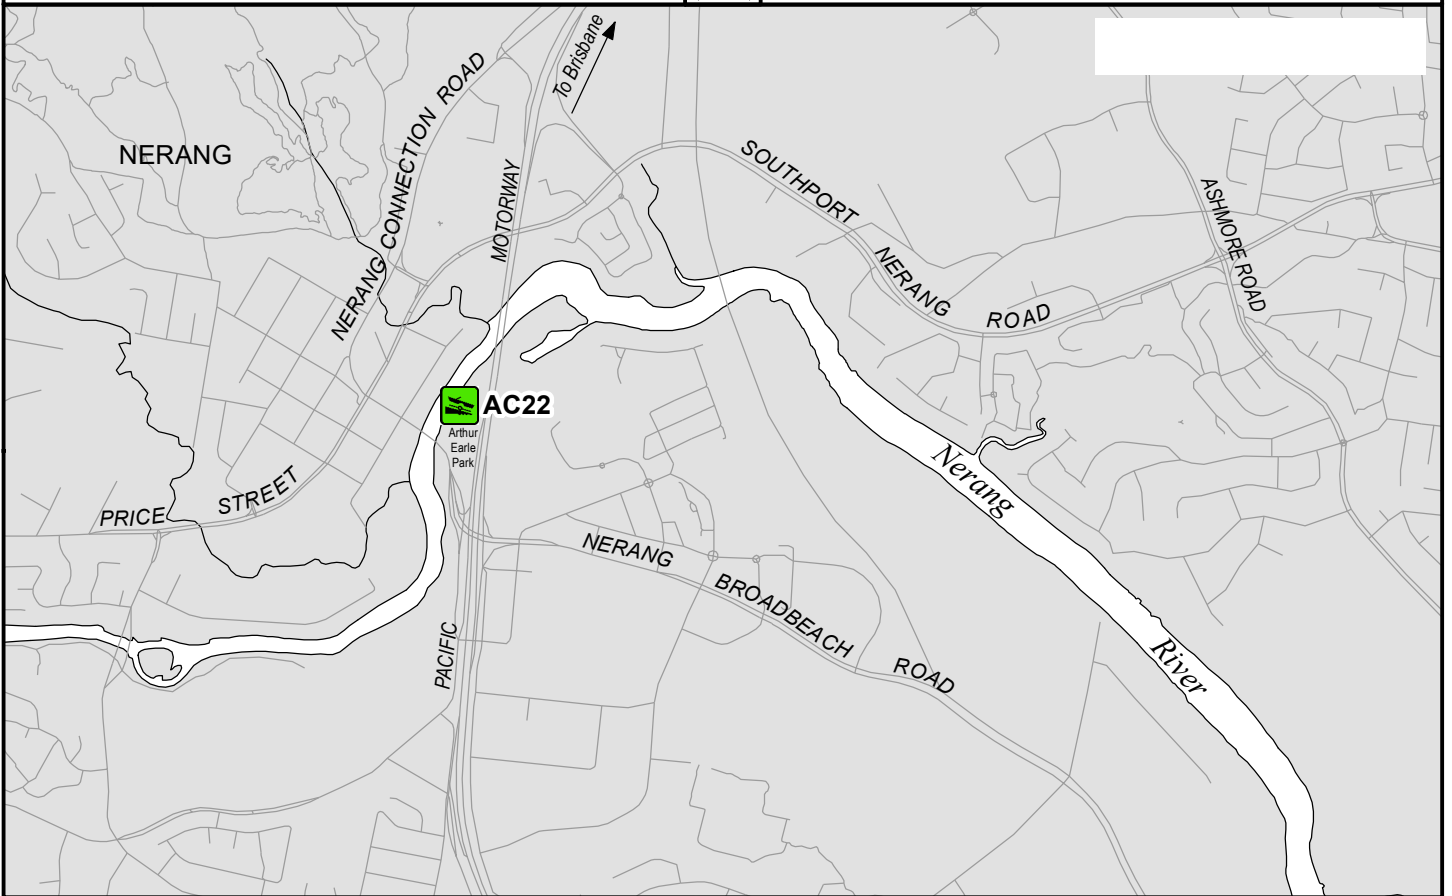 To Brisbane
NERANG CONNECTION ROAD
NERANG
MOTORWAY
SOUTHPORT
NERANG
ROAD
ASHMORE ROAD
AC22
Arthur
Earle
Park
PRICE
STREET
Nerang
River
NERANG
BROADBEACH
ROAD
PACIFIC